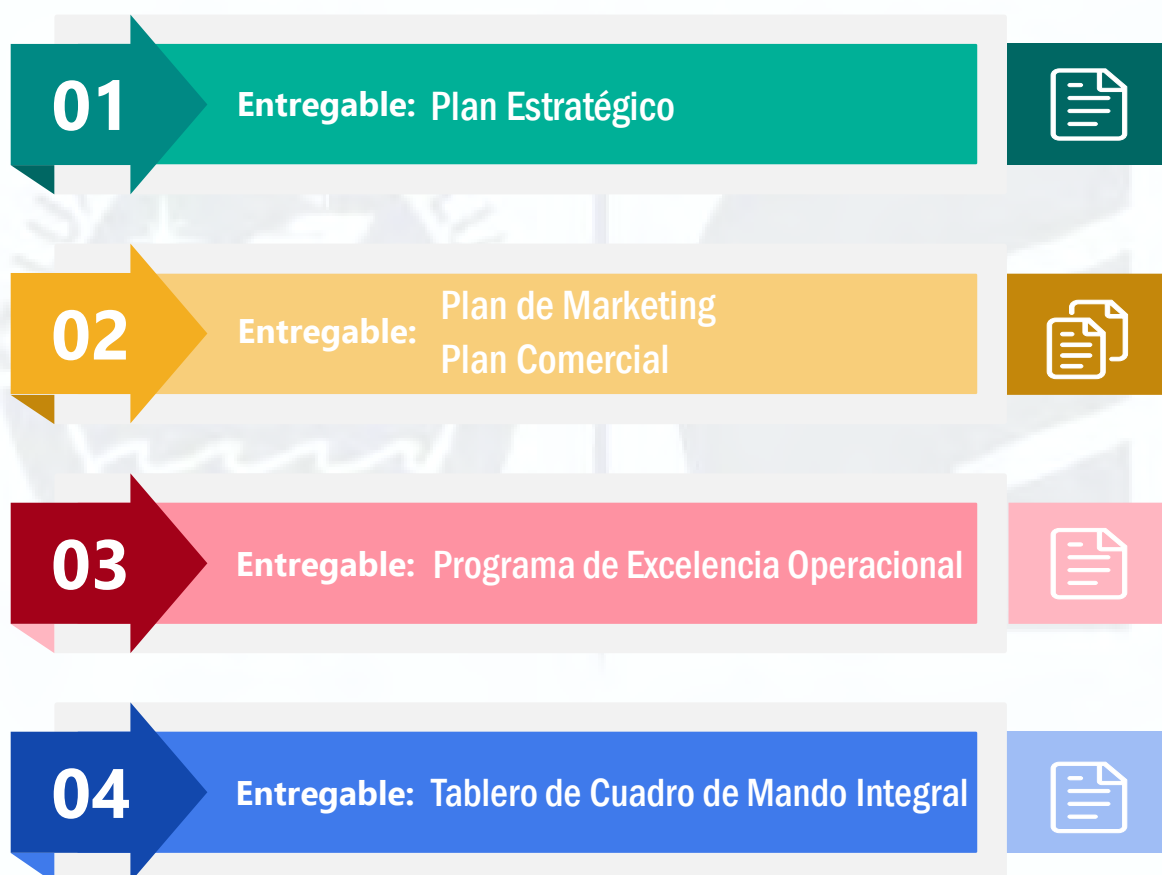 01
Entregable: Plan Estratégico
02
Entregable:
Plan de Marketing
Plan Comercial
03
Entregable: Programa de Excelencia Operacional
04
Entregable: Tablero de Cuadro de Mando Integral